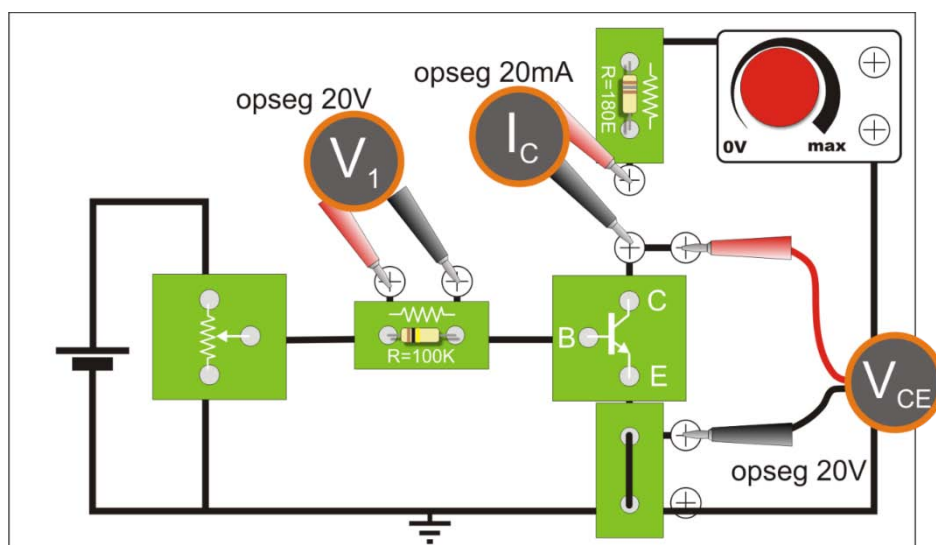 opseg 20mA
opseg 20V
R=180E
0V
max
V1
IC
R=100K
B
C
E
VCE
opseg 20V